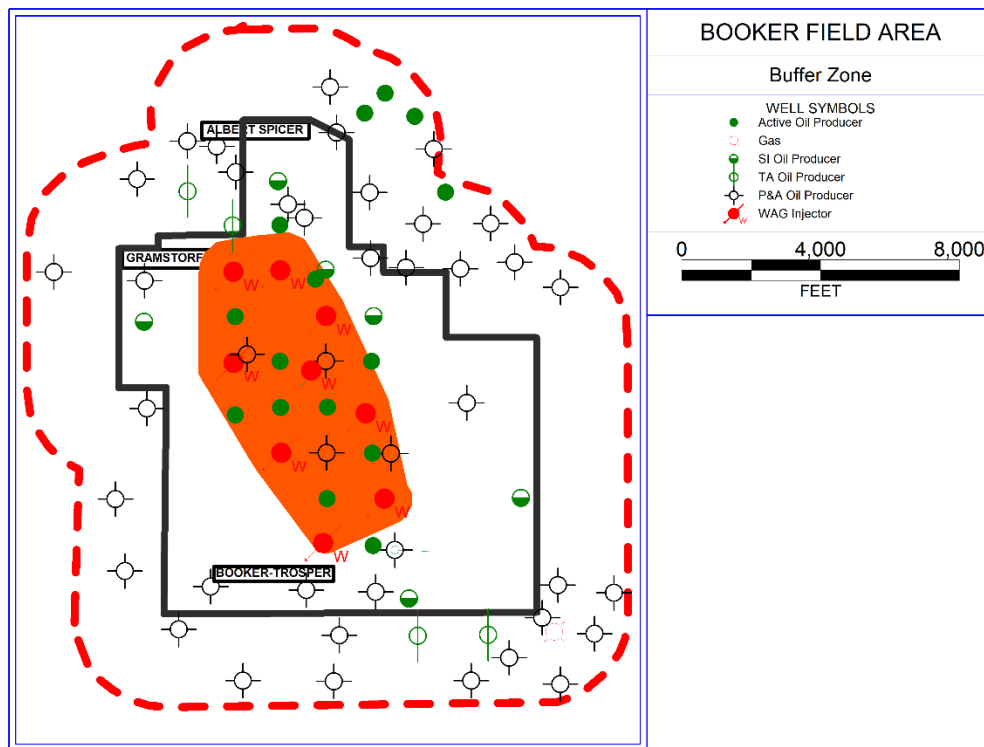 BOOKER FIELD AREA
Buffer Zone
WELL SYMBOLS
Active Oil Producer
Gas
SI Oil Producer
TA Oil Producer
P&A Oil Producer
W WAG Injector
0 4,000 8,000
FEET
ALBERT SPICER
GRAMSTORF
W W
W
W W
W
W
W
W
BOOKER-TROSPER